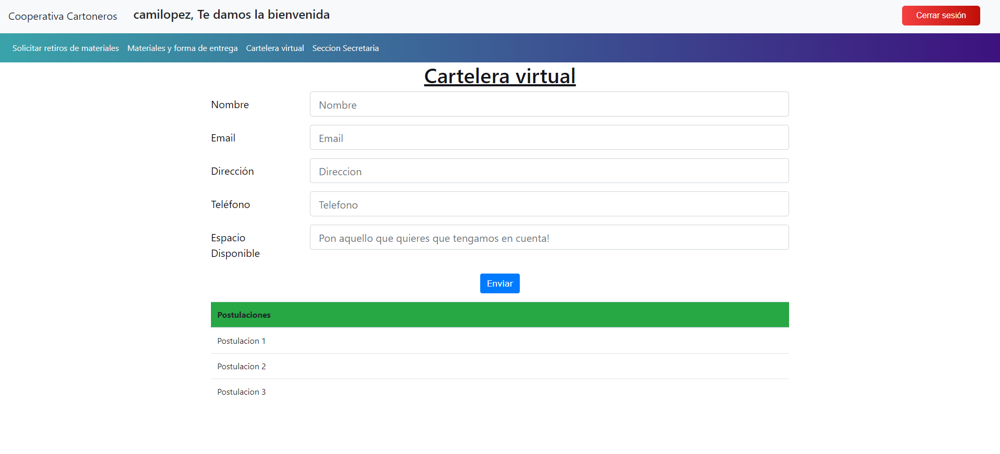 Cooperativa Cartoneros
camilopez, Te damos la bienvenida
Cerrar sesión
Solicitar retiros de materiales
Materiales y forma de entrega
Cartelera virtual
Seccion Secretaria
Cartelera virtual
Nombre
Nombre
Email
Email
Dirección
Direccion
Teléfono
Telefono
Espacio
Disponible
Pon aquello que quieres que tengamos en cuenta!
Enviar
Postulaciones
Postulacion 1
Postulacion 2
Postulacion 3